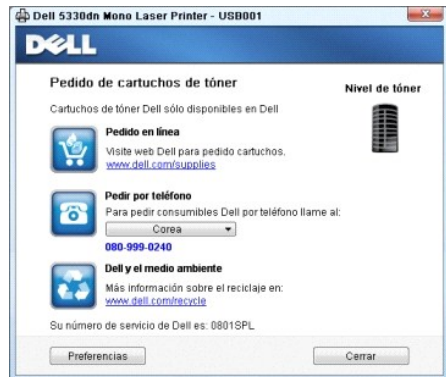 Dell 5330dn Mono Laser Printer - USB001
DELL
Pedido de cartuchos de tóner
Nivel de tóner
Cartuchos de tóner Dell sólo disponibles en Dell
Pedido en línea
Visite web Dell para pedido cartuchos.
www.dell.com/supplies
Pedir por teléfono
Para pedir consumibles Dell por teléfono llame al:
Corea
080-999-0240
Dell y el medio ambiente
Más información sobre el reciclaje en:
www.dell.com/recycle
Su número de servicio de Dell es: 0801SPL
Preferencias
Cerrar